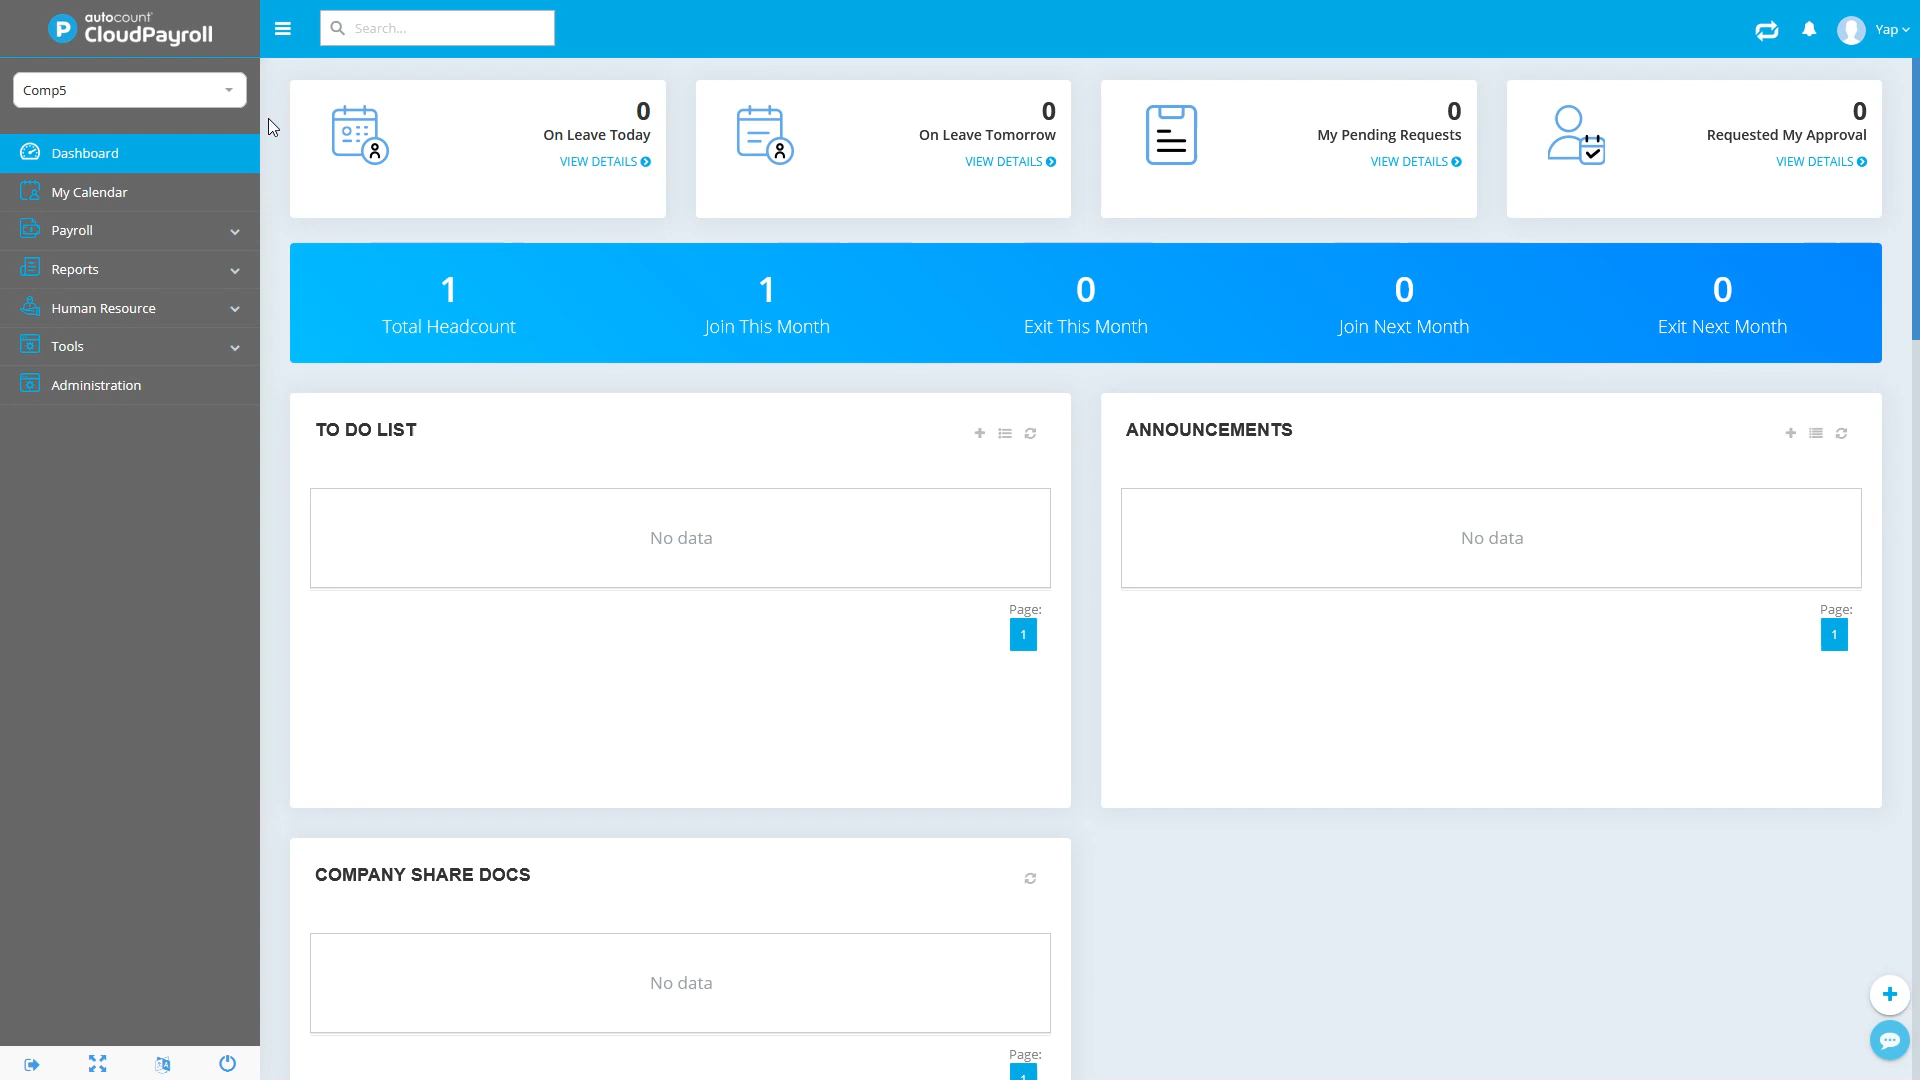 autocount
CloudPayroll
Search...
Yap
Comp5
Dashboard
My Calendar
Payroll
Reports
Human Resource
Tools
Administration
0
On Leave Today
VIEW DETAILS
0
On Leave Tomorrow
VIEW DETAILS
0
My Pending Requests
VIEW DETAILS
0
Requested My Approval
VIEW DETAILS
1
Total Headcount
1
Join This Month
0
Exit This Month
0
Join Next Month
0
Exit Next Month
TO DO LIST
No data
Page:
1
ANNOUNCEMENTS
No data
Page:
1
COMPANY SHARE DOCS
No data
Page:
1